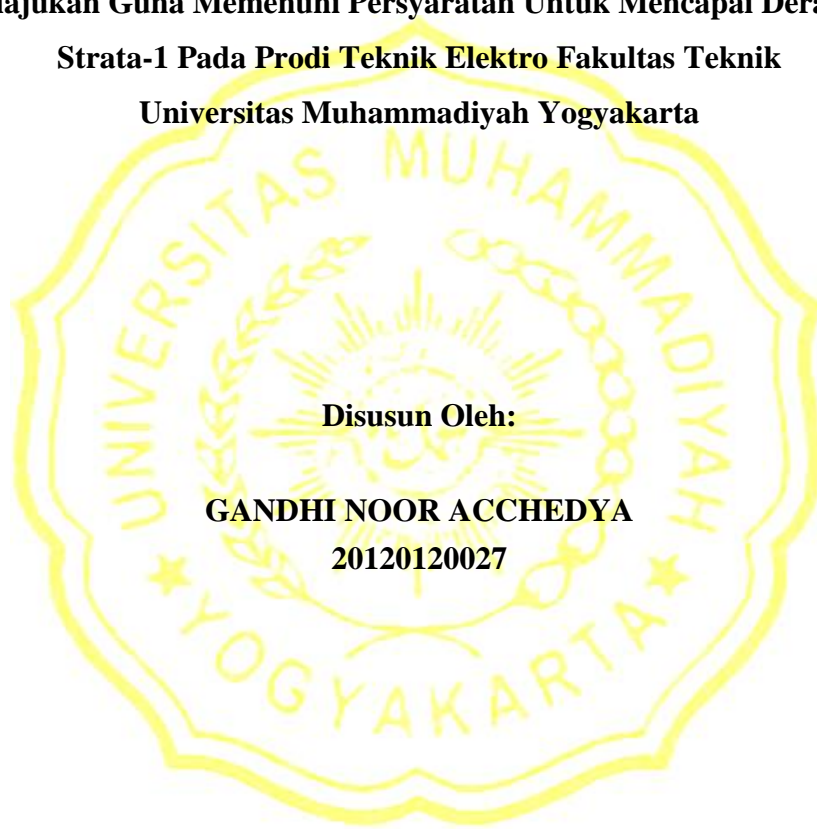 Guna Memenuhi Persyaratan Untuk Mencapai
Strata-1 Pada Prodi Teknik Elektro Fakultas Teknik
Universitas Muhammadiyah Yogyakarta
UNIVERSITAS MUHAMMADIYAH
Disusun Oleh:
GANDHI NOOR ACCHEDYA
20120120027
★ YOGYAKARTA ★